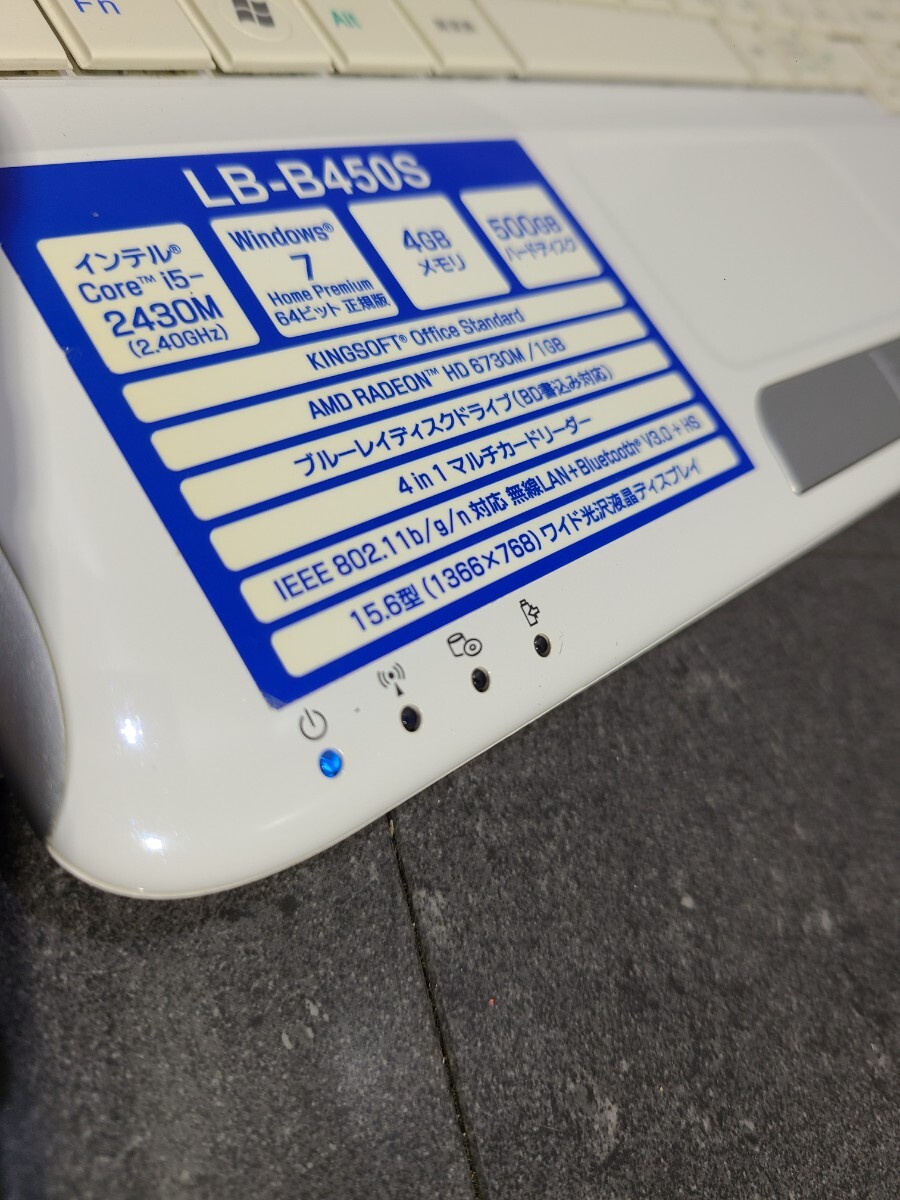 Fn
Alt
LB-B450S
インテル®
Core™ i5-
2430M
(2.40GHz)
Windows®
7
Home Premium
64ビット 正規版
4GB
メモリ
500GB
ハードディスク
KINGSOFT® Office Standard
AMD RADEON™ HD 6730M /1GB
ブルーレイディスクドライブ(BD書込み対応)
4 in 1 マルチカードリーダー
IEEE 802.11b/g/n 対応 無線LAN+Bluetooth® V3.0 + HS
15.6型 (1366×768) ワイド光沢液晶ディスプレイ